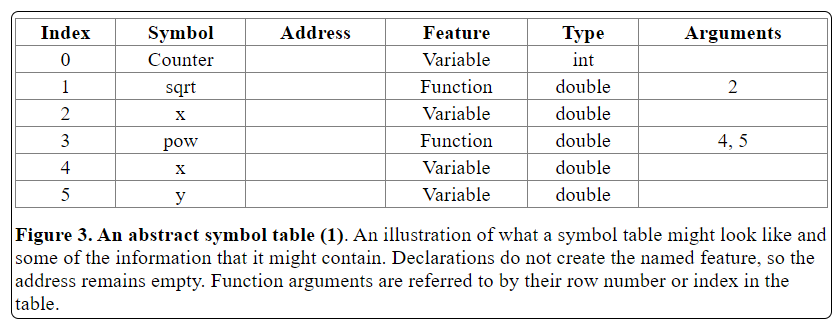 Index Symbol Address Feature Type Arguments
0 Counter Variable int
1 sqrt Function double 2
2 x Variable double
3 pow Function double 4, 5
4 x Variable double
5 y Variable double
Figure 3. An abstract symbol table (1). An illustration of what a symbol table might look like and
some of the information that it might contain. Declarations do not create the named feature, so the
address remains empty. Function arguments are referred to by their row number or index in the
table.